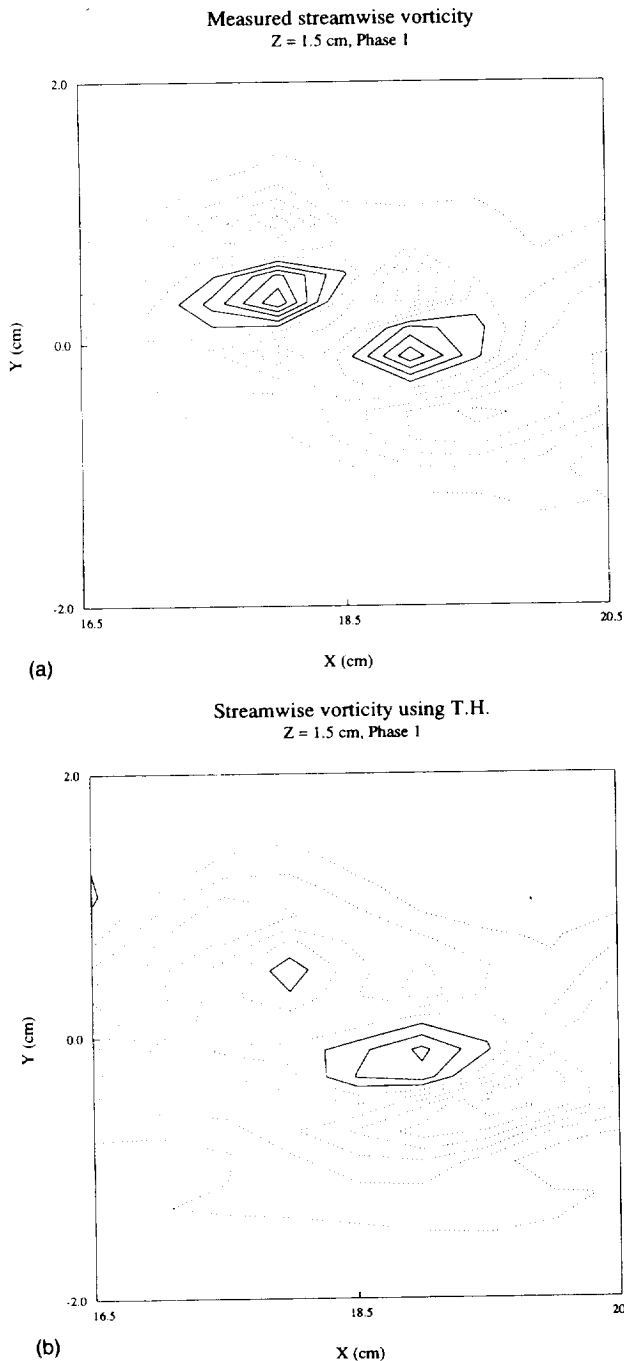 Measured streamwise vorticity
Z = 1.5 cm, Phase 1
2.0
Y (cm)
0.0
-2.0
16.5
18.5
20.5
X (cm)
(a)
Streamwise vorticity using T.H.
Z = 1.5 cm, Phase 1
2.0
Y (cm)
0.0
-2.0
16.5
18.5
20
X (cm)
(b)